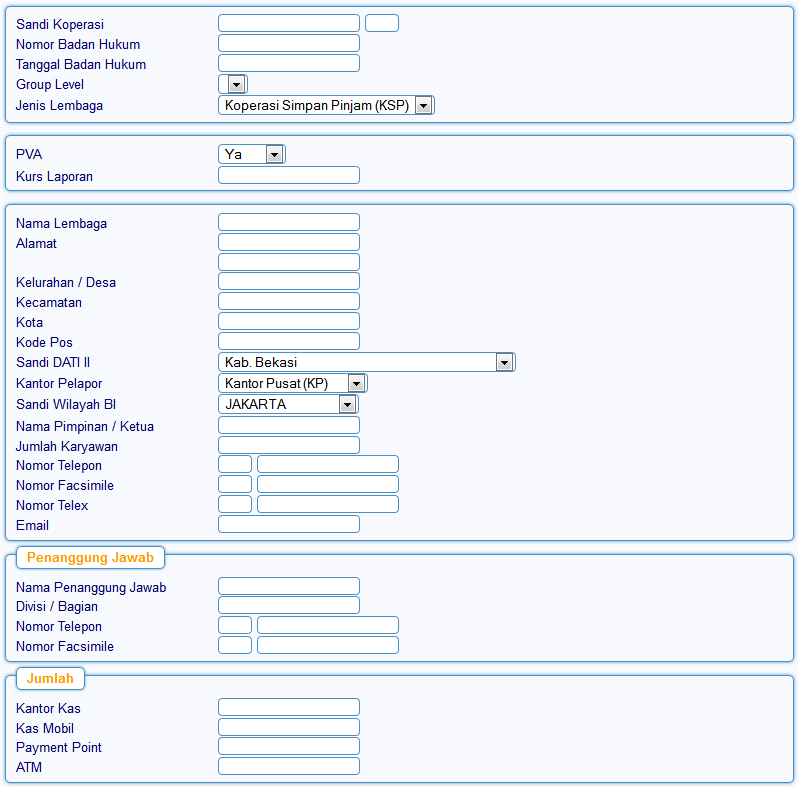 Sandi Koperasi
Nomor Badan Hukum
Tanggal Badan Hukum
Group Level
Jenis Lembaga Koperasi Simpan Pinjam (KSP)
PVA Ya
Kurs Laporan
Nama Lembaga
Alamat
Kelurahan / Desa
Kecamatan
Kota
Kode Pos
Sandi DATI II Kab. Bekasi
Kantor Pelapor Kantor Pusat (KP)
Sandi Wilayah BI JAKARTA
Nama Pimpinan / Ketua
Jumlah Karyawan
Nomor Telepon
Nomor Facsimile
Nomor Telex
Email
Penanggung Jawab
Nama Penanggung Jawab
Divisi / Bagian
Nomor Telepon
Nomor Facsimile
Jumlah
Kantor Kas
Kas Mobil
Payment Point
ATM